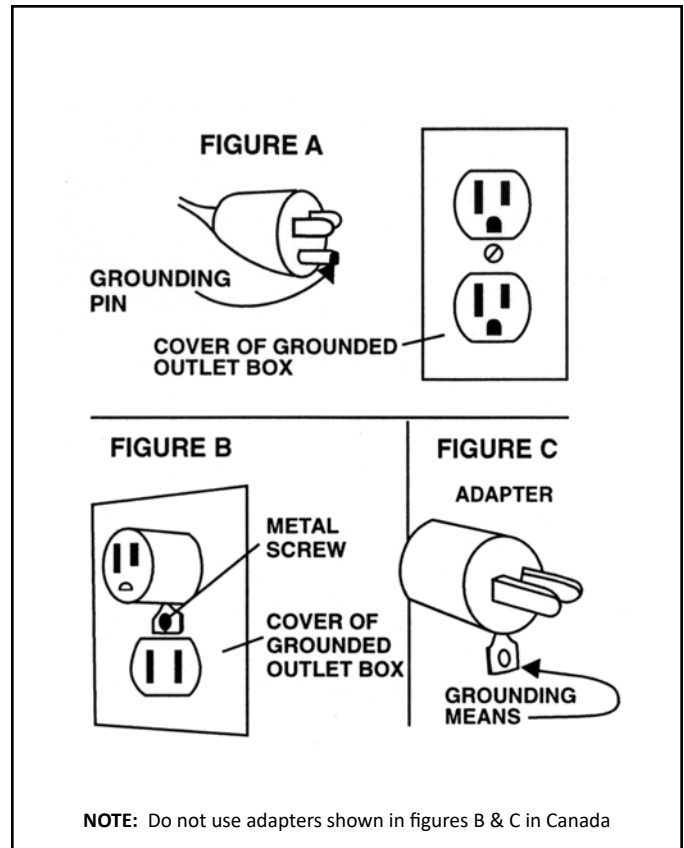 FIGURE A
GROUNDING
PIN
COVER OF GROUNDED
OUTLET BOX
FIGURE B
METAL
SCREW
COVER OF
GROUNDED
OUTLET BOX
FIGURE C
ADAPTER
GROUNDING
MEANS
NOTE: Do not use adapters shown in figures B & C in Canada